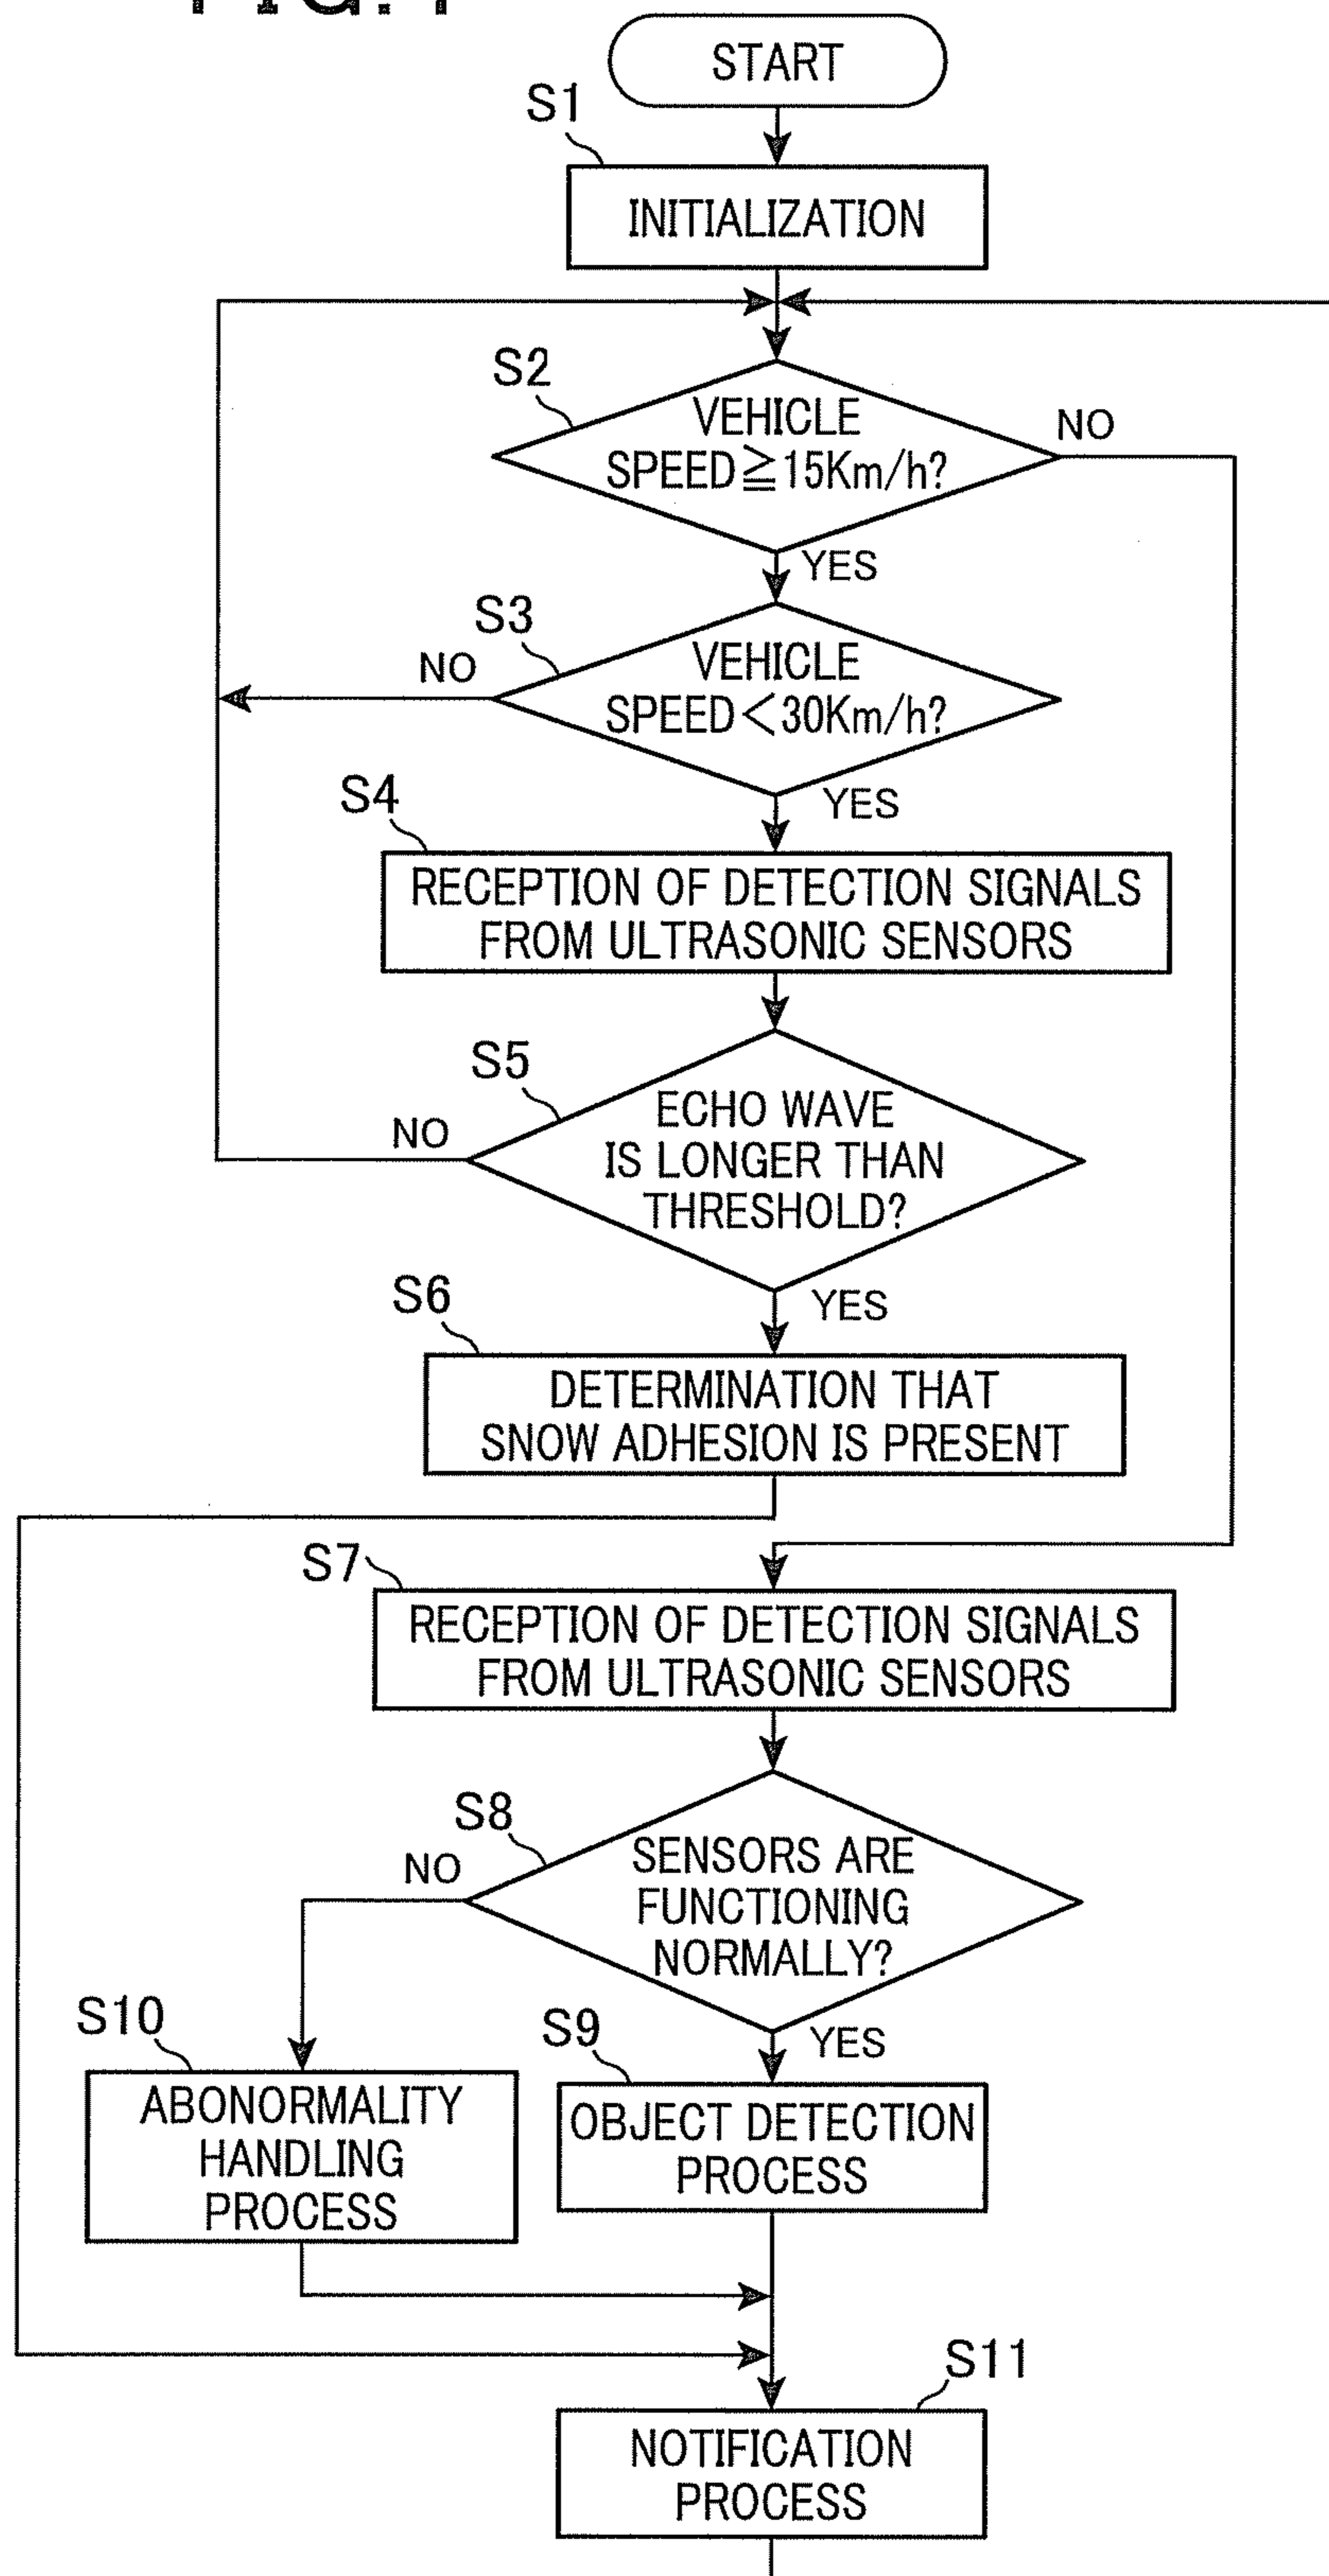 START
S1
INITIALIZATION
S2
VEHICLE
SPEED≧15Km/h?
NO
YES
S3
VEHICLE
SPEED<30Km/h?
NO
YES
S4
RECEPTION OF DETECTION SIGNALS
FROM ULTRASONIC SENSORS
S5
ECHO WAVE
IS LONGER THAN
THRESHOLD?
NO
YES
S6
DETERMINATION THAT
SNOW ADHESION IS PRESENT
S7
RECEPTION OF DETECTION SIGNALS
FROM ULTRASONIC SENSORS
S8
SENSORS ARE
FUNCTIONING
NORMALLY?
NO
YES
S10
ABONORMALITY
HANDLING
PROCESS
S9
OBJECT DETECTION
PROCESS
S11
NOTIFICATION
PROCESS